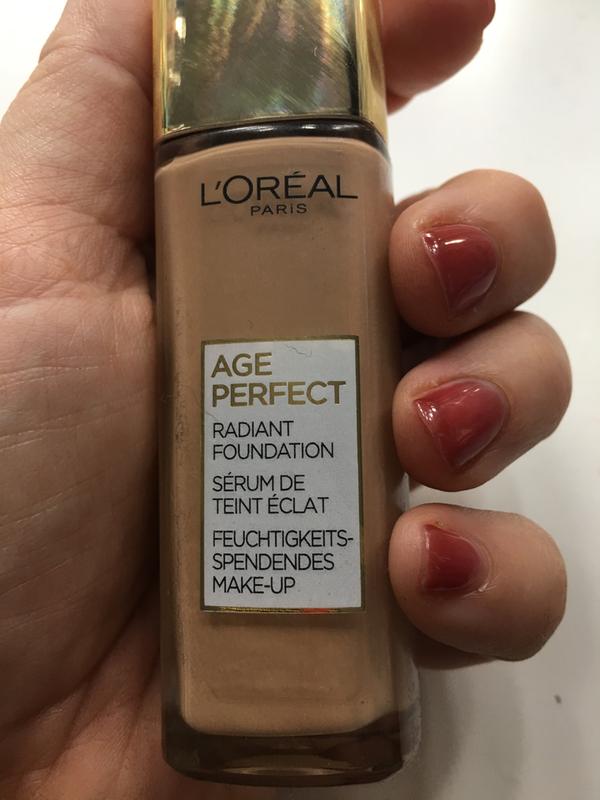 L'ORÉAL
PARIS
AGE
PERFECT
RADIANT
FOUNDATION
SÉRUM DE
TEINT ÉCLAT
FEUCHTIGKEITS-
SPENDENDES
MAKE-UP